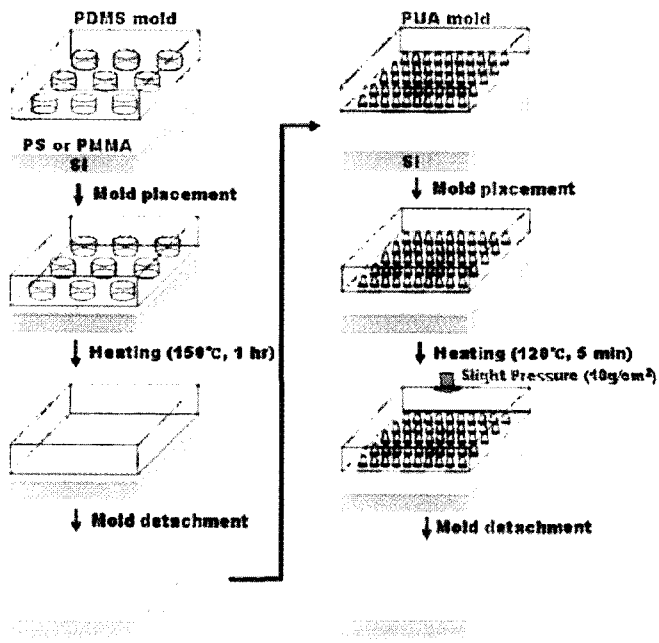 PDMS mold
PS or PMMA
Si
Mold placement
Heating (150℃, 1 hr)
Mold detachment
PUA mold
Si
Mold placement
Heating (120℃, 5 min)
Slight Pressure (10g/cm²)
Mold detachment